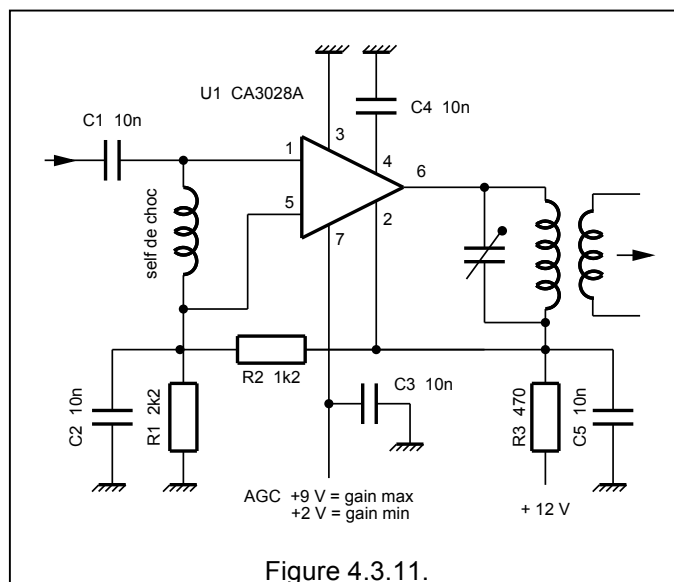 U1 CA3028A
C1 10n
C4 10n
3
1
4
6
5
2
7
self de choc
R2 1k2
C3 10n
C2 10n
R1 2k2
R3 470
C5 10n
AGC +9 V = gain max
+2 V = gain min
+ 12 V
Figure 4.3.11.